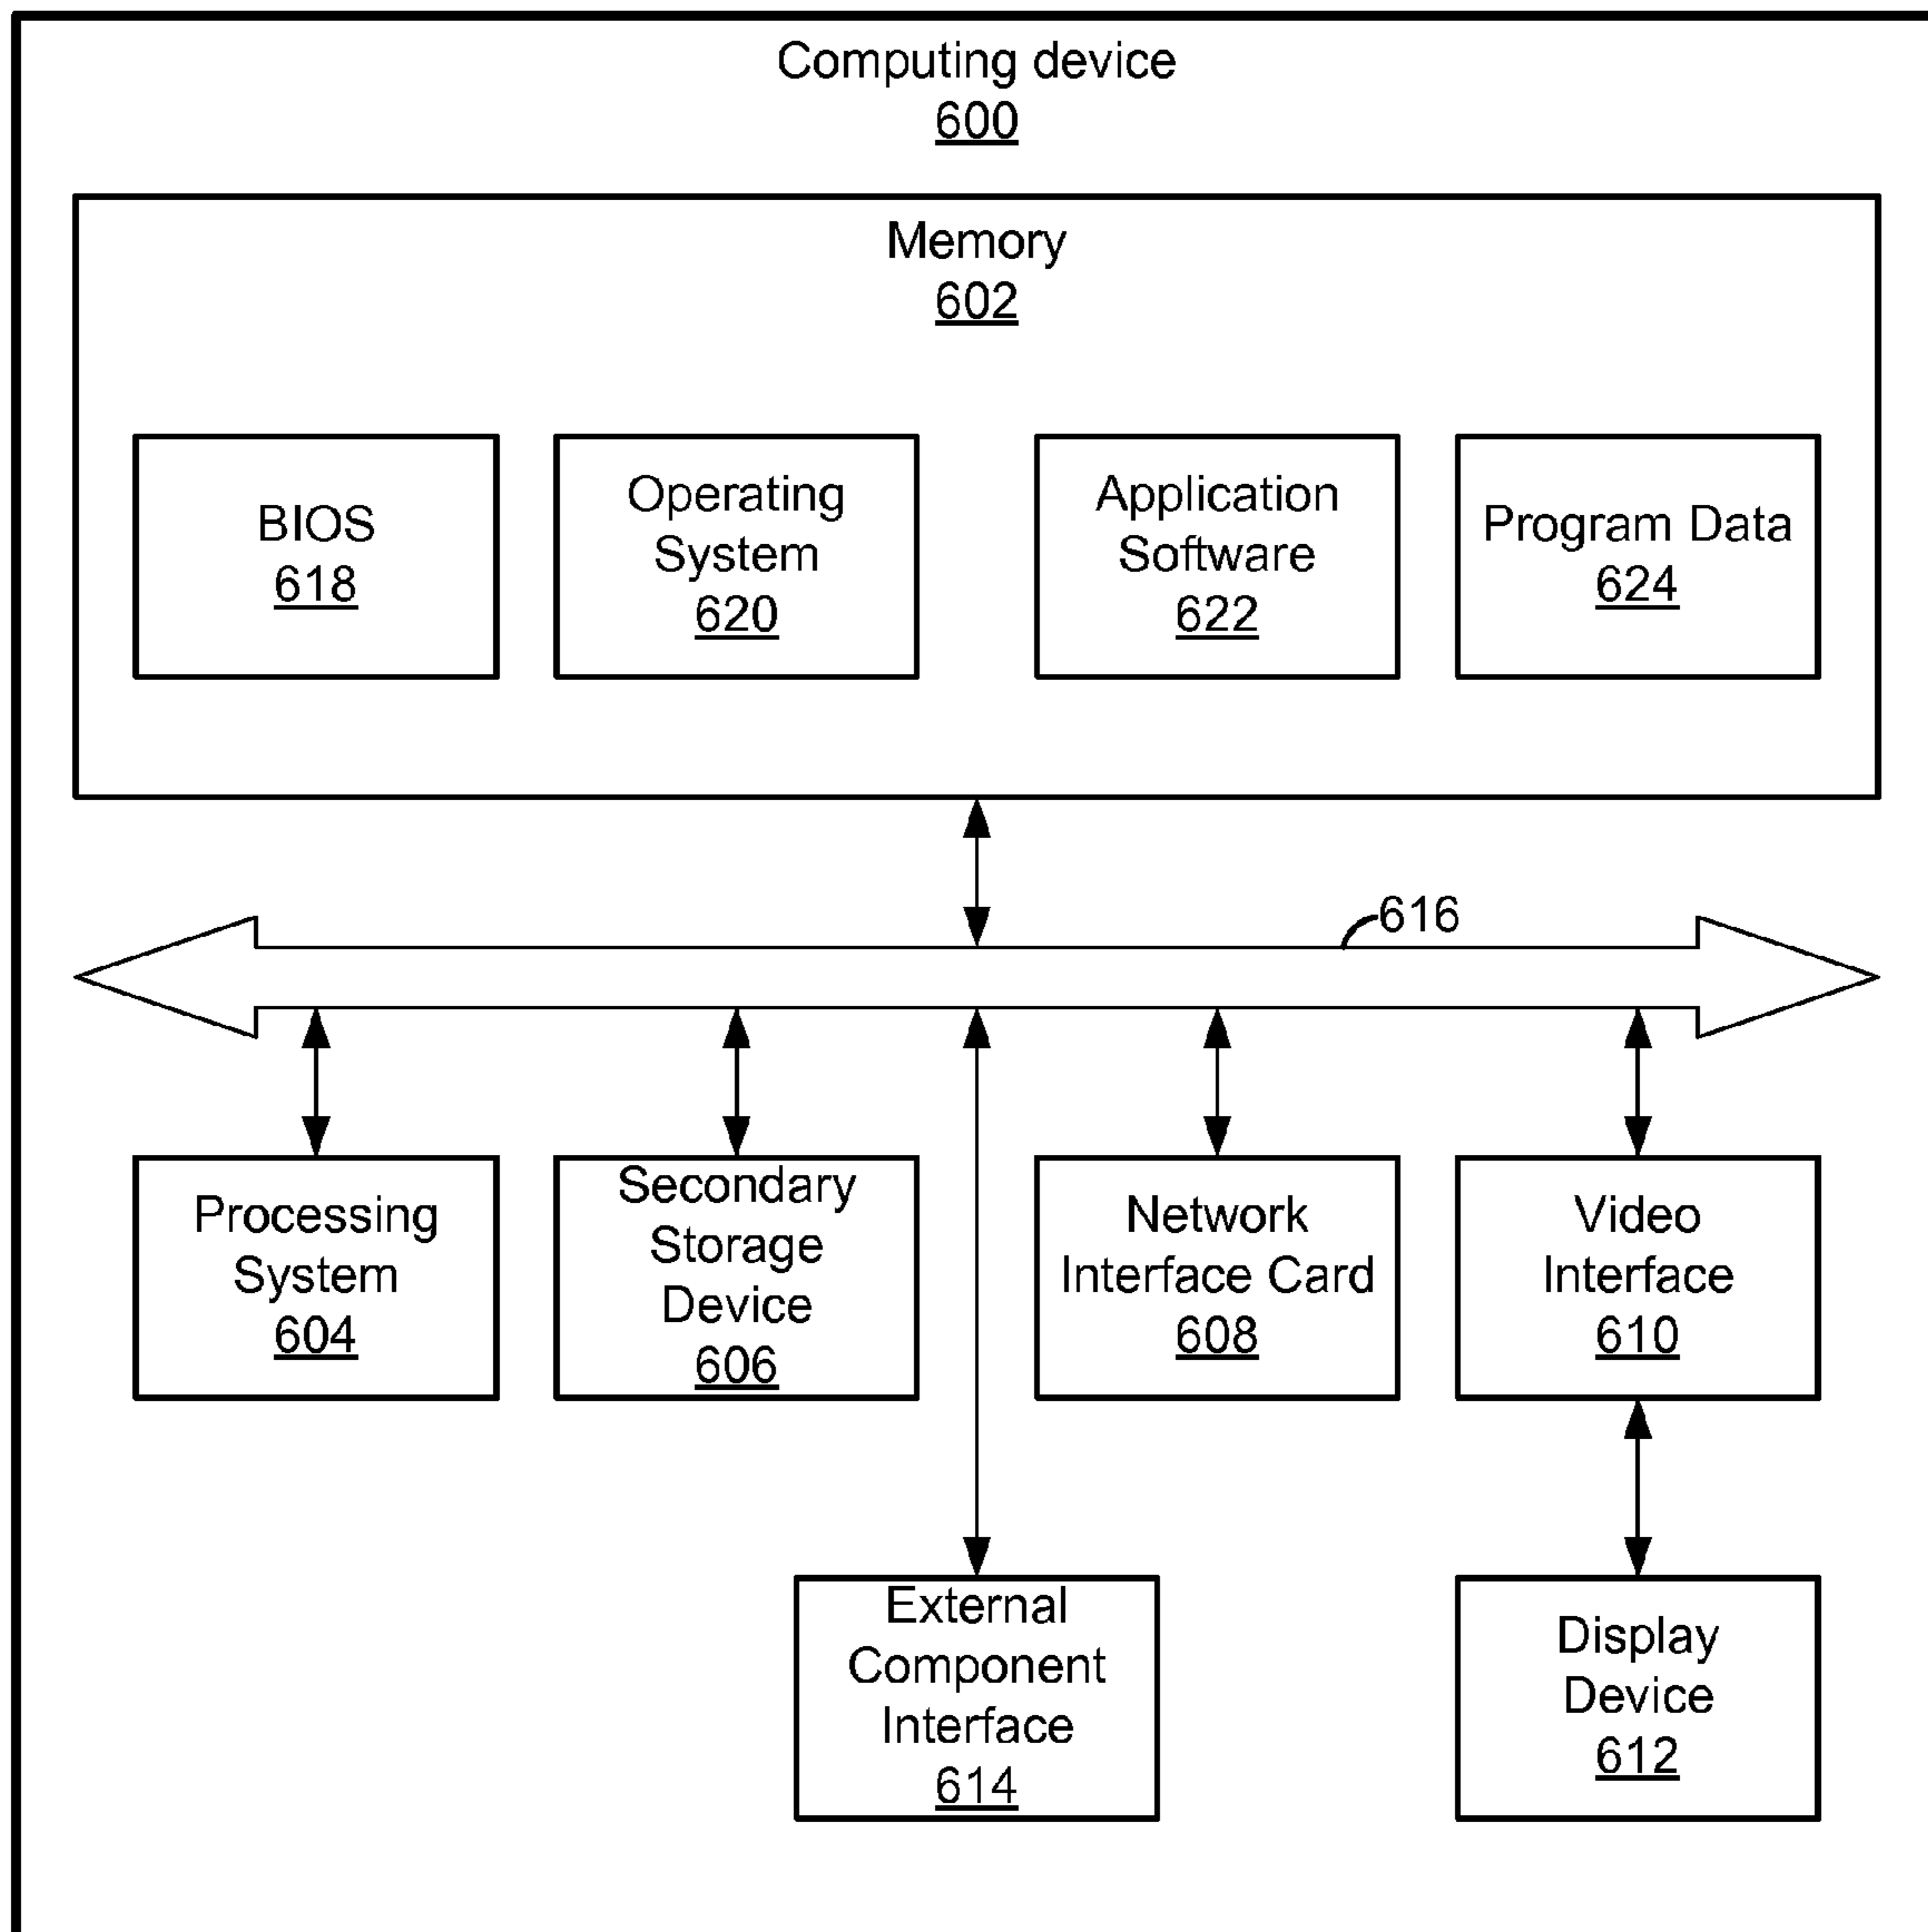 Computing device
600
Memory
602
BIOS
618
Operating
System
620
Application
Software
622
Program Data
624
616
Processing
System
604
Secondary
Storage
Device
606
Network
Interface Card
608
Video
Interface
610
External
Component
Interface
614
Display
Device
612